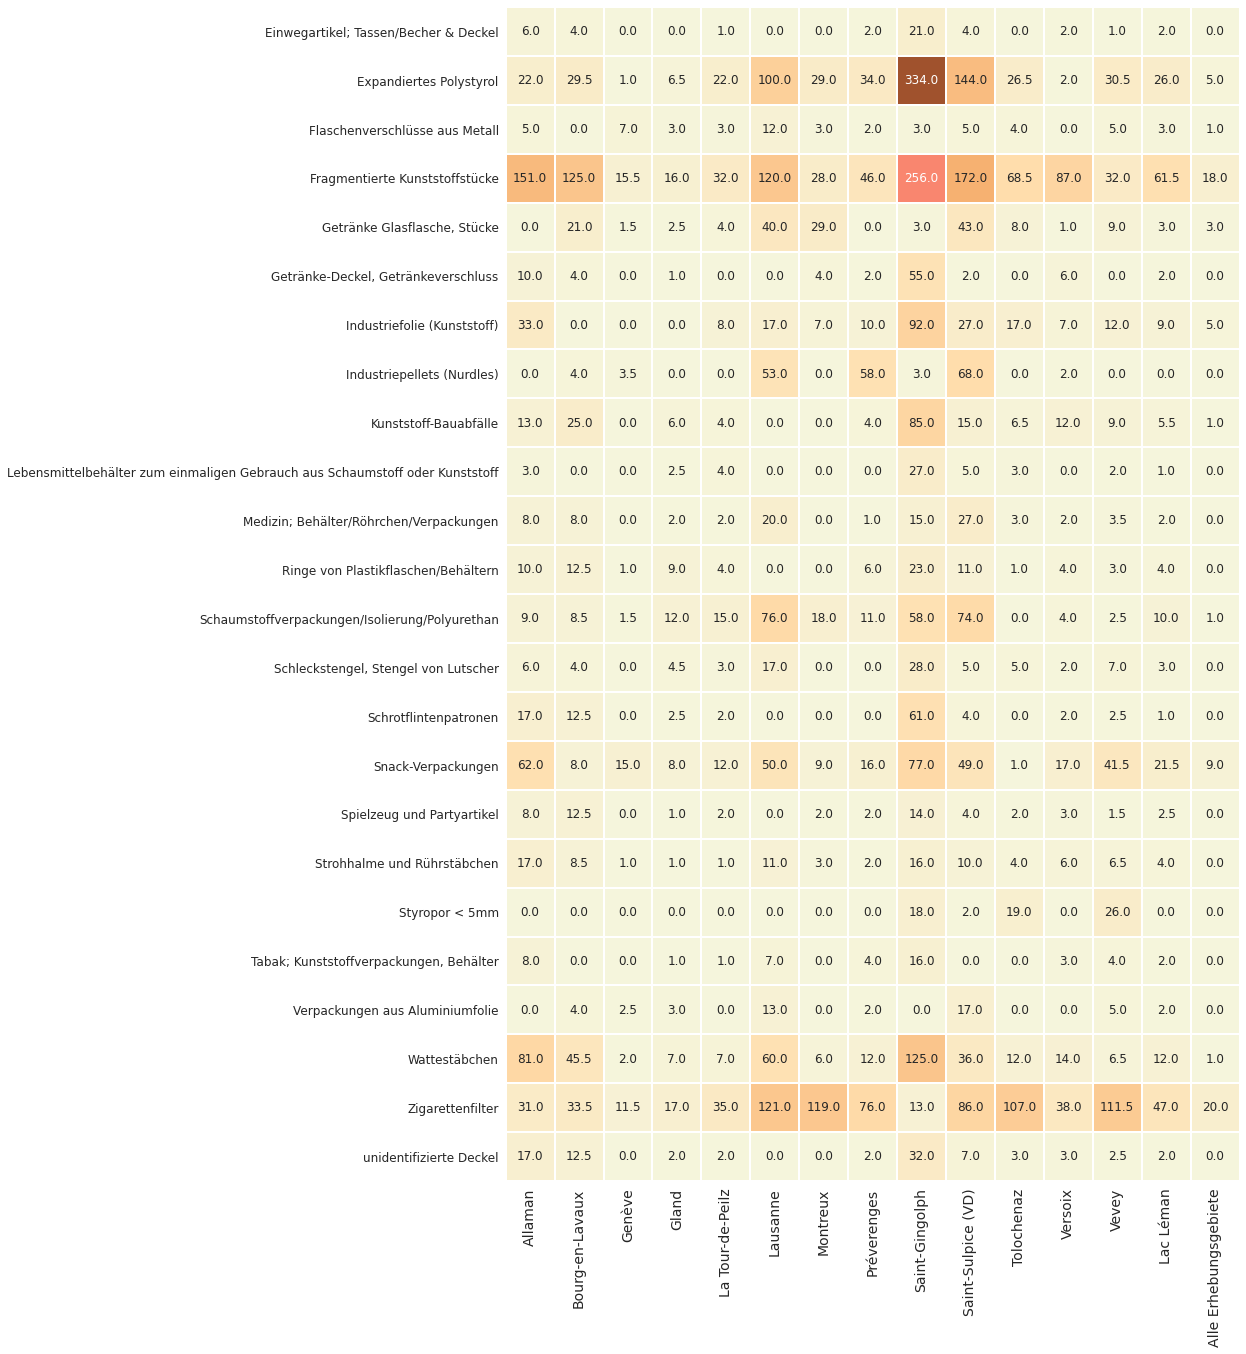 Einwegartikel; Tassen/Becher & Deckel 6.0 4.0 0.0 0.0 1.0 0.0 0.0 2.0 21.0 4.0 0.0 2.0 1.0 2.0 0.0
Expandiertes Polystyrol 22.0 29.5 1.0 6.5 22.0 100.0 29.0 34.0 334.0 144.0 26.5 2.0 30.5 26.0 5.0
Flaschenverschlüsse aus Metall 5.0 0.0 7.0 3.0 3.0 12.0 3.0 2.0 3.0 5.0 4.0 0.0 5.0 3.0 1.0
Fragmentierte Kunststoffstücke 151.0 125.0 15.5 16.0 32.0 120.0 28.0 46.0 256.0 172.0 68.5 87.0 32.0 61.5 18.0
Getränke Glasflasche, Stücke 0.0 21.0 1.5 2.5 4.0 40.0 29.0 0.0 3.0 43.0 8.0 1.0 9.0 3.0 3.0
Getränke-Deckel, Getränkeverschluss 10.0 4.0 0.0 1.0 0.0 0.0 4.0 2.0 55.0 2.0 0.0 6.0 0.0 2.0 0.0
Industriefolie (Kunststoff) 33.0 0.0 0.0 0.0 8.0 17.0 7.0 10.0 92.0 27.0 17.0 7.0 12.0 9.0 5.0
Industriepellets (Nurdles) 0.0 4.0 3.5 0.0 0.0 53.0 0.0 58.0 3.0 68.0 0.0 2.0 0.0 0.0 0.0
Kunststoff-Bauabfälle 13.0 25.0 0.0 6.0 4.0 0.0 0.0 4.0 85.0 15.0 6.5 12.0 9.0 5.5 1.0
Lebensmittelbehälter zum einmaligen Gebrauch aus Schaumstoff oder Kunststoff 3.0 0.0 0.0 2.5 4.0 0.0 0.0 0.0 27.0 5.0 3.0 0.0 2.0 1.0 0.0
Medizin; Behälter/Röhrchen/Verpackungen 8.0 8.0 0.0 2.0 2.0 20.0 0.0 1.0 15.0 27.0 3.0 2.0 3.5 2.0 0.0
Ringe von Plastikflaschen/Behältern 10.0 12.5 1.0 9.0 4.0 0.0 0.0 6.0 23.0 11.0 1.0 4.0 3.0 4.0 0.0
Schaumstoffverpackungen/Isolierung/Polyurethan 9.0 8.5 1.5 12.0 15.0 76.0 18.0 11.0 58.0 74.0 0.0 4.0 2.5 10.0 1.0
Schleckstengel, Stengel von Lutscher 6.0 4.0 0.0 4.5 3.0 17.0 0.0 0.0 28.0 5.0 5.0 2.0 7.0 3.0 0.0
Schrotflintenpatronen 17.0 12.5 0.0 2.5 2.0 0.0 0.0 0.0 61.0 4.0 0.0 2.0 2.5 1.0 0.0
Snack-Verpackungen 62.0 8.0 15.0 8.0 12.0 50.0 9.0 16.0 77.0 49.0 1.0 17.0 41.5 21.5 9.0
Spielzeug und Partyartikel 8.0 12.5 0.0 1.0 2.0 0.0 2.0 2.0 14.0 4.0 2.0 3.0 1.5 2.5 0.0
Strohhalme und Rührstäbchen 17.0 8.5 1.0 1.0 1.0 11.0 3.0 2.0 16.0 10.0 4.0 6.0 6.5 4.0 0.0
Styropor < 5mm 0.0 0.0 0.0 0.0 0.0 0.0 0.0 0.0 18.0 2.0 19.0 0.0 26.0 0.0 0.0
Tabak; Kunststoffverpackungen, Behälter 8.0 0.0 0.0 1.0 1.0 7.0 0.0 4.0 16.0 0.0 0.0 3.0 4.0 2.0 0.0
Verpackungen aus Aluminiumfolie 0.0 4.0 2.5 3.0 0.0 13.0 0.0 2.0 0.0 17.0 0.0 0.0 5.0 2.0 0.0
Wattestäbchen 81.0 45.5 2.0 7.0 7.0 60.0 6.0 12.0 125.0 36.0 12.0 14.0 6.5 12.0 1.0
Zigarettenfilter 31.0 33.5 11.5 17.0 35.0 121.0 119.0 76.0 13.0 86.0 107.0 38.0 111.5 47.0 20.0
unidentifizierte Deckel 17.0 12.5 0.0 2.0 2.0 0.0 0.0 2.0 32.0 7.0 3.0 3.0 2.5 2.0 0.0
Allaman
Bourg-en-Lavaux
Genève
Gland
La Tour-de-Peilz
Lausanne
Montreux
Préverenges
Saint-Gingolph
Saint-Sulpice (VD)
Tolochenaz
Versoix
Vevey
Lac Léman
Alle Erhebungsgebiete